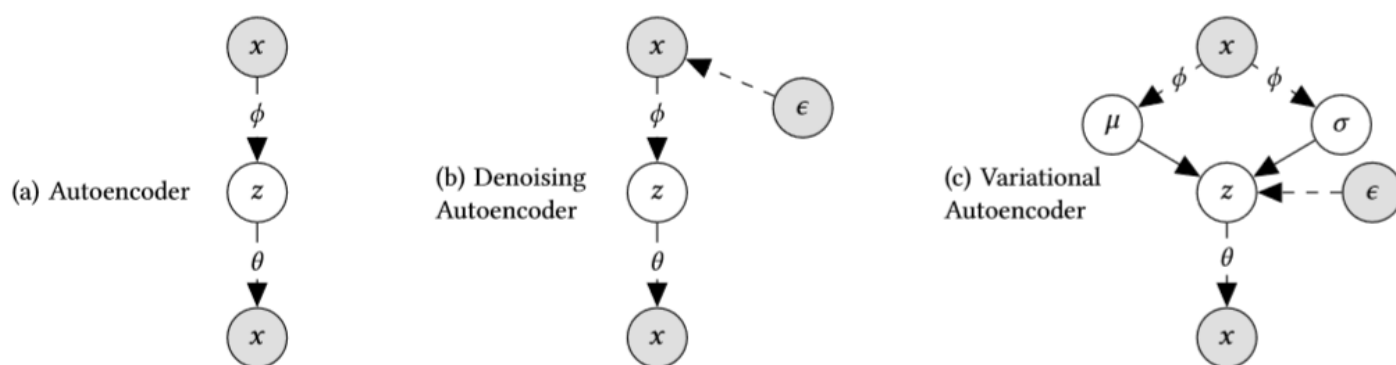 x
ϕ
(a) Autoencoder
z
θ
x
x
ϵ
ϕ
(b) Denoising
Autoencoder
z
θ
x
x
ϕ
ϕ
μ
σ
(c) Variational
Autoencoder
z
ϵ
θ
x